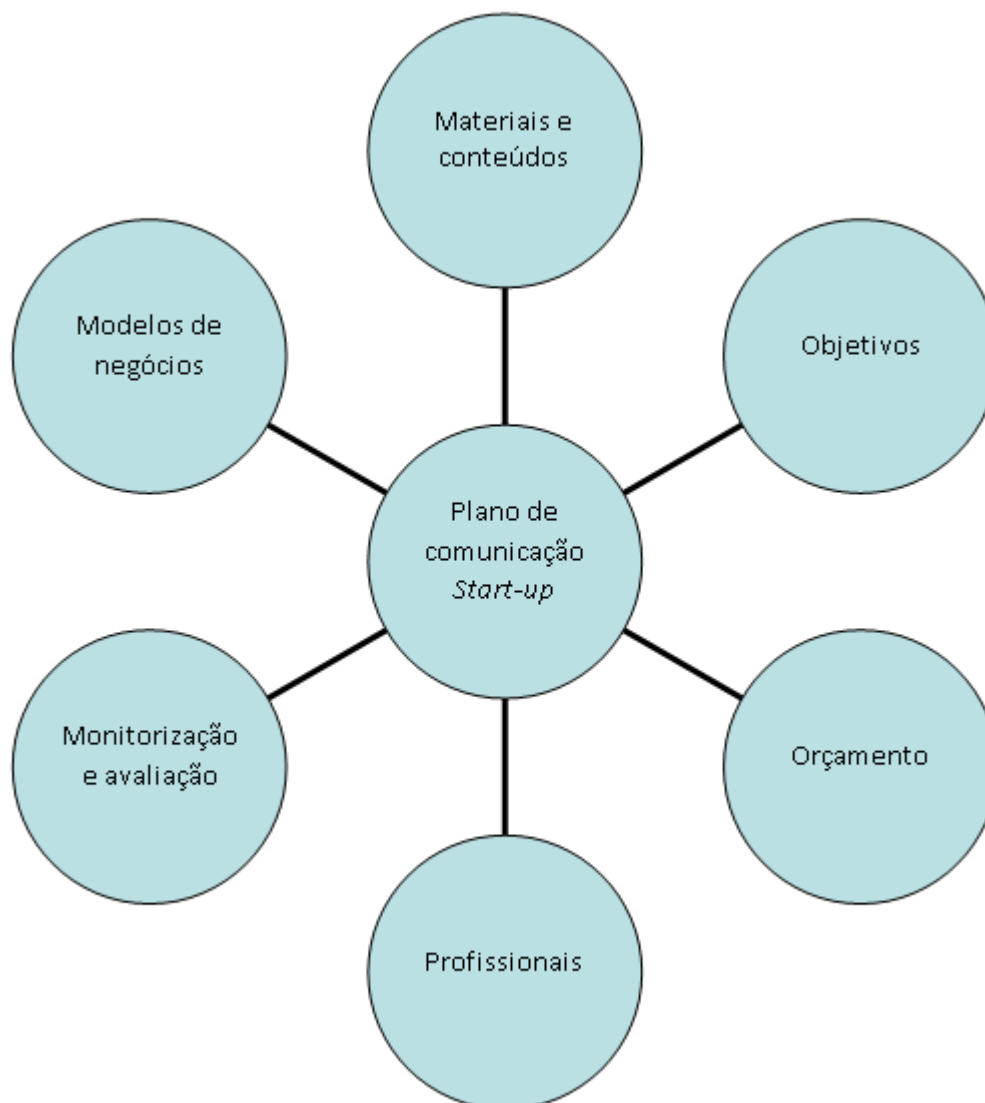 Materiais e
conteúdos
Modelos de
negócios
Objetivos
Plano de
comunicação
Start-up
Monitorização
e avaliação
Orçamento
Profissionais